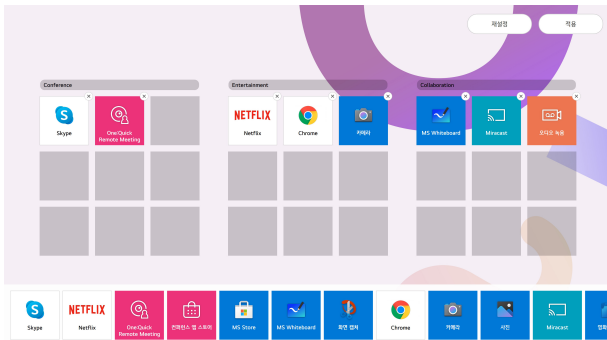 재설정
적용
Conference
Entertainment
Collaboration
Skype
One:Quick
Remote Meeting
NETFLIX
Netflix
Chrome
카메라
MS Whiteboard
Miracast
오디오 녹음
Skype
NETFLIX
Netflix
One:Quick
Remote Meeting
컨퍼런스 앱 스토어
MS Store
MS Whiteboard
화면 캡처
Chrome
카메라
사진
Miracast